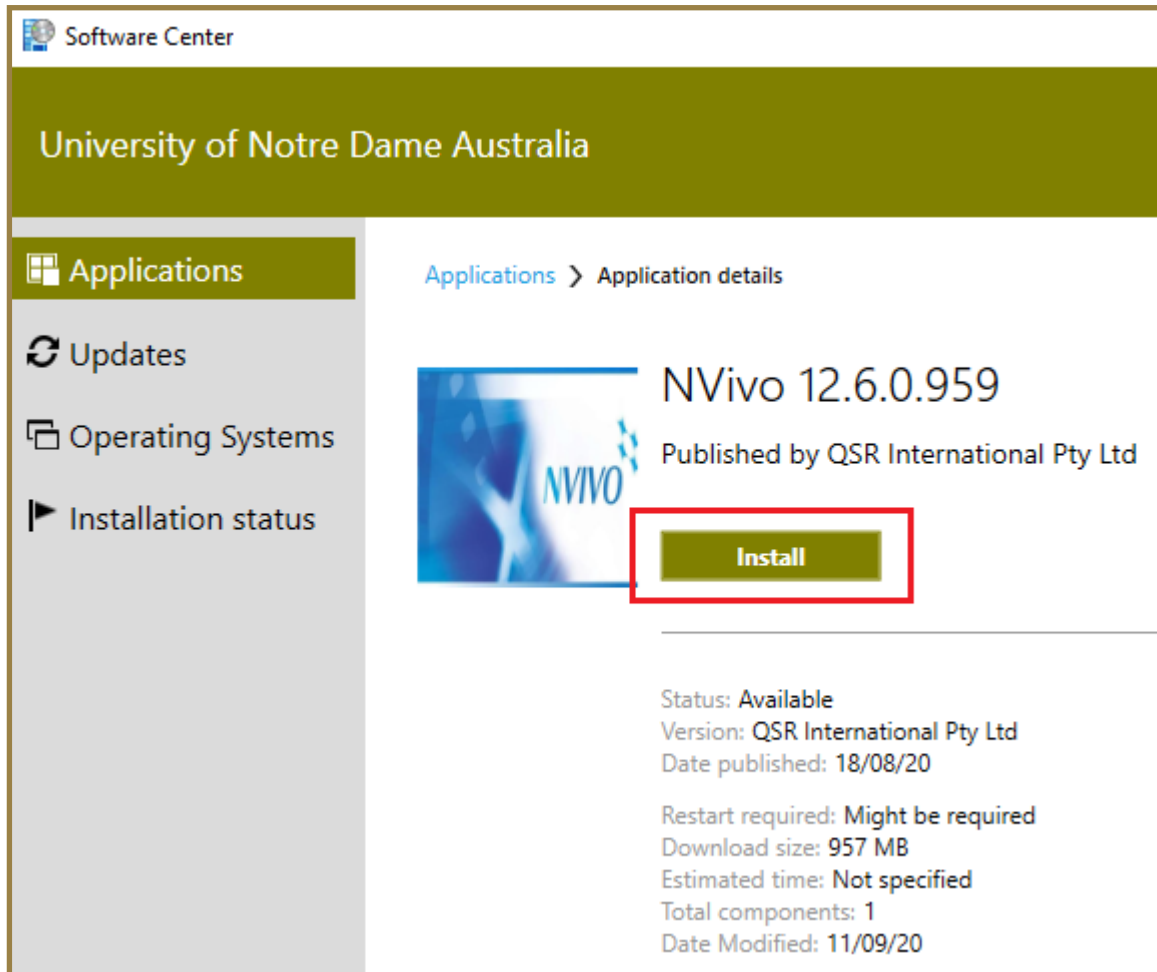 Software Center
University of Notre Dame Australia
Applications
Updates
Operating Systems
Installation status
Applications ❯ Application details
NVIVO
NVivo 12.6.0.959
Published by QSR International Pty Ltd
Install
Status: Available
Version: QSR International Pty Ltd
Date published: 18/08/20
Restart required: Might be required
Download size: 957 MB
Estimated time: Not specified
Total components: 1
Date Modified: 11/09/20